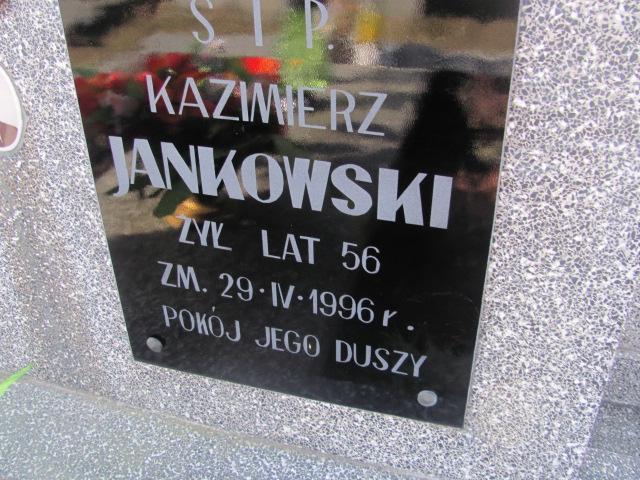 Ś I P.
KAZIMIERZ
JANKOWSKI
ŻYŁ LAT 56
ZM. 29·IV·1996 r.
POKÓJ JEGO DUSZY